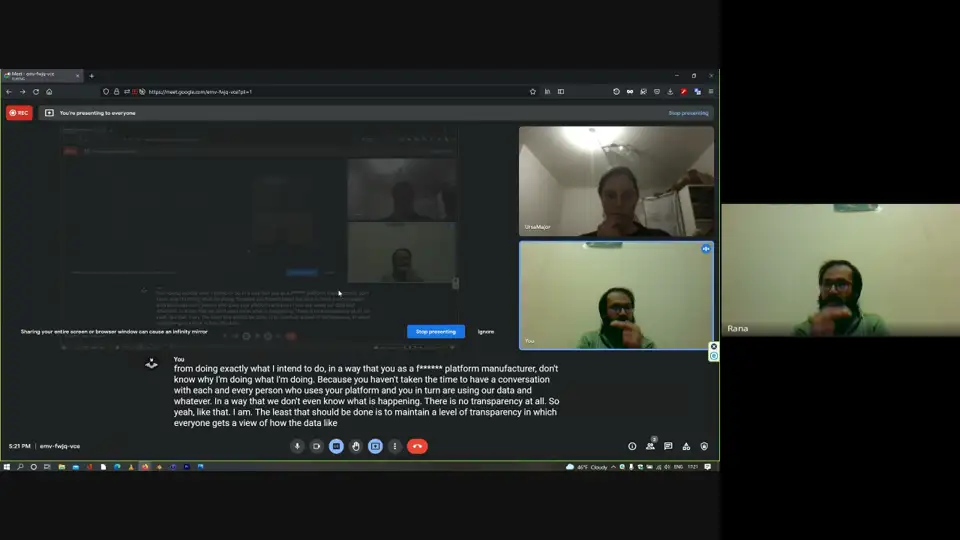 Meet - emv-fwjq-vce
https://meet.google.com/emv-fwjq-vce?pli=1
REC
You're presenting to everyone
Stop presenting
UrsaMajor
You
Sharing your entire screen or browser window can cause an infinity mirror
Stop presenting
Ignore
Rana
You
from doing exactly what I intend to do, in a way that you as a f****** platform manufacturer, don't
know why I'm doing what I'm doing. Because you haven't taken the time to have a conversation
with each and every person who uses your platform and you in turn are using our data and
whatever. In a way that we don't even know what is happening. There is no transparency at all. So
yeah, like that. I am. The least that should be done is to maintain a level of transparency in which
everyone gets a view of how the data like
5:21 PM | emv-fwjq-vce
2
46°F Cloudy
ENG
17:21